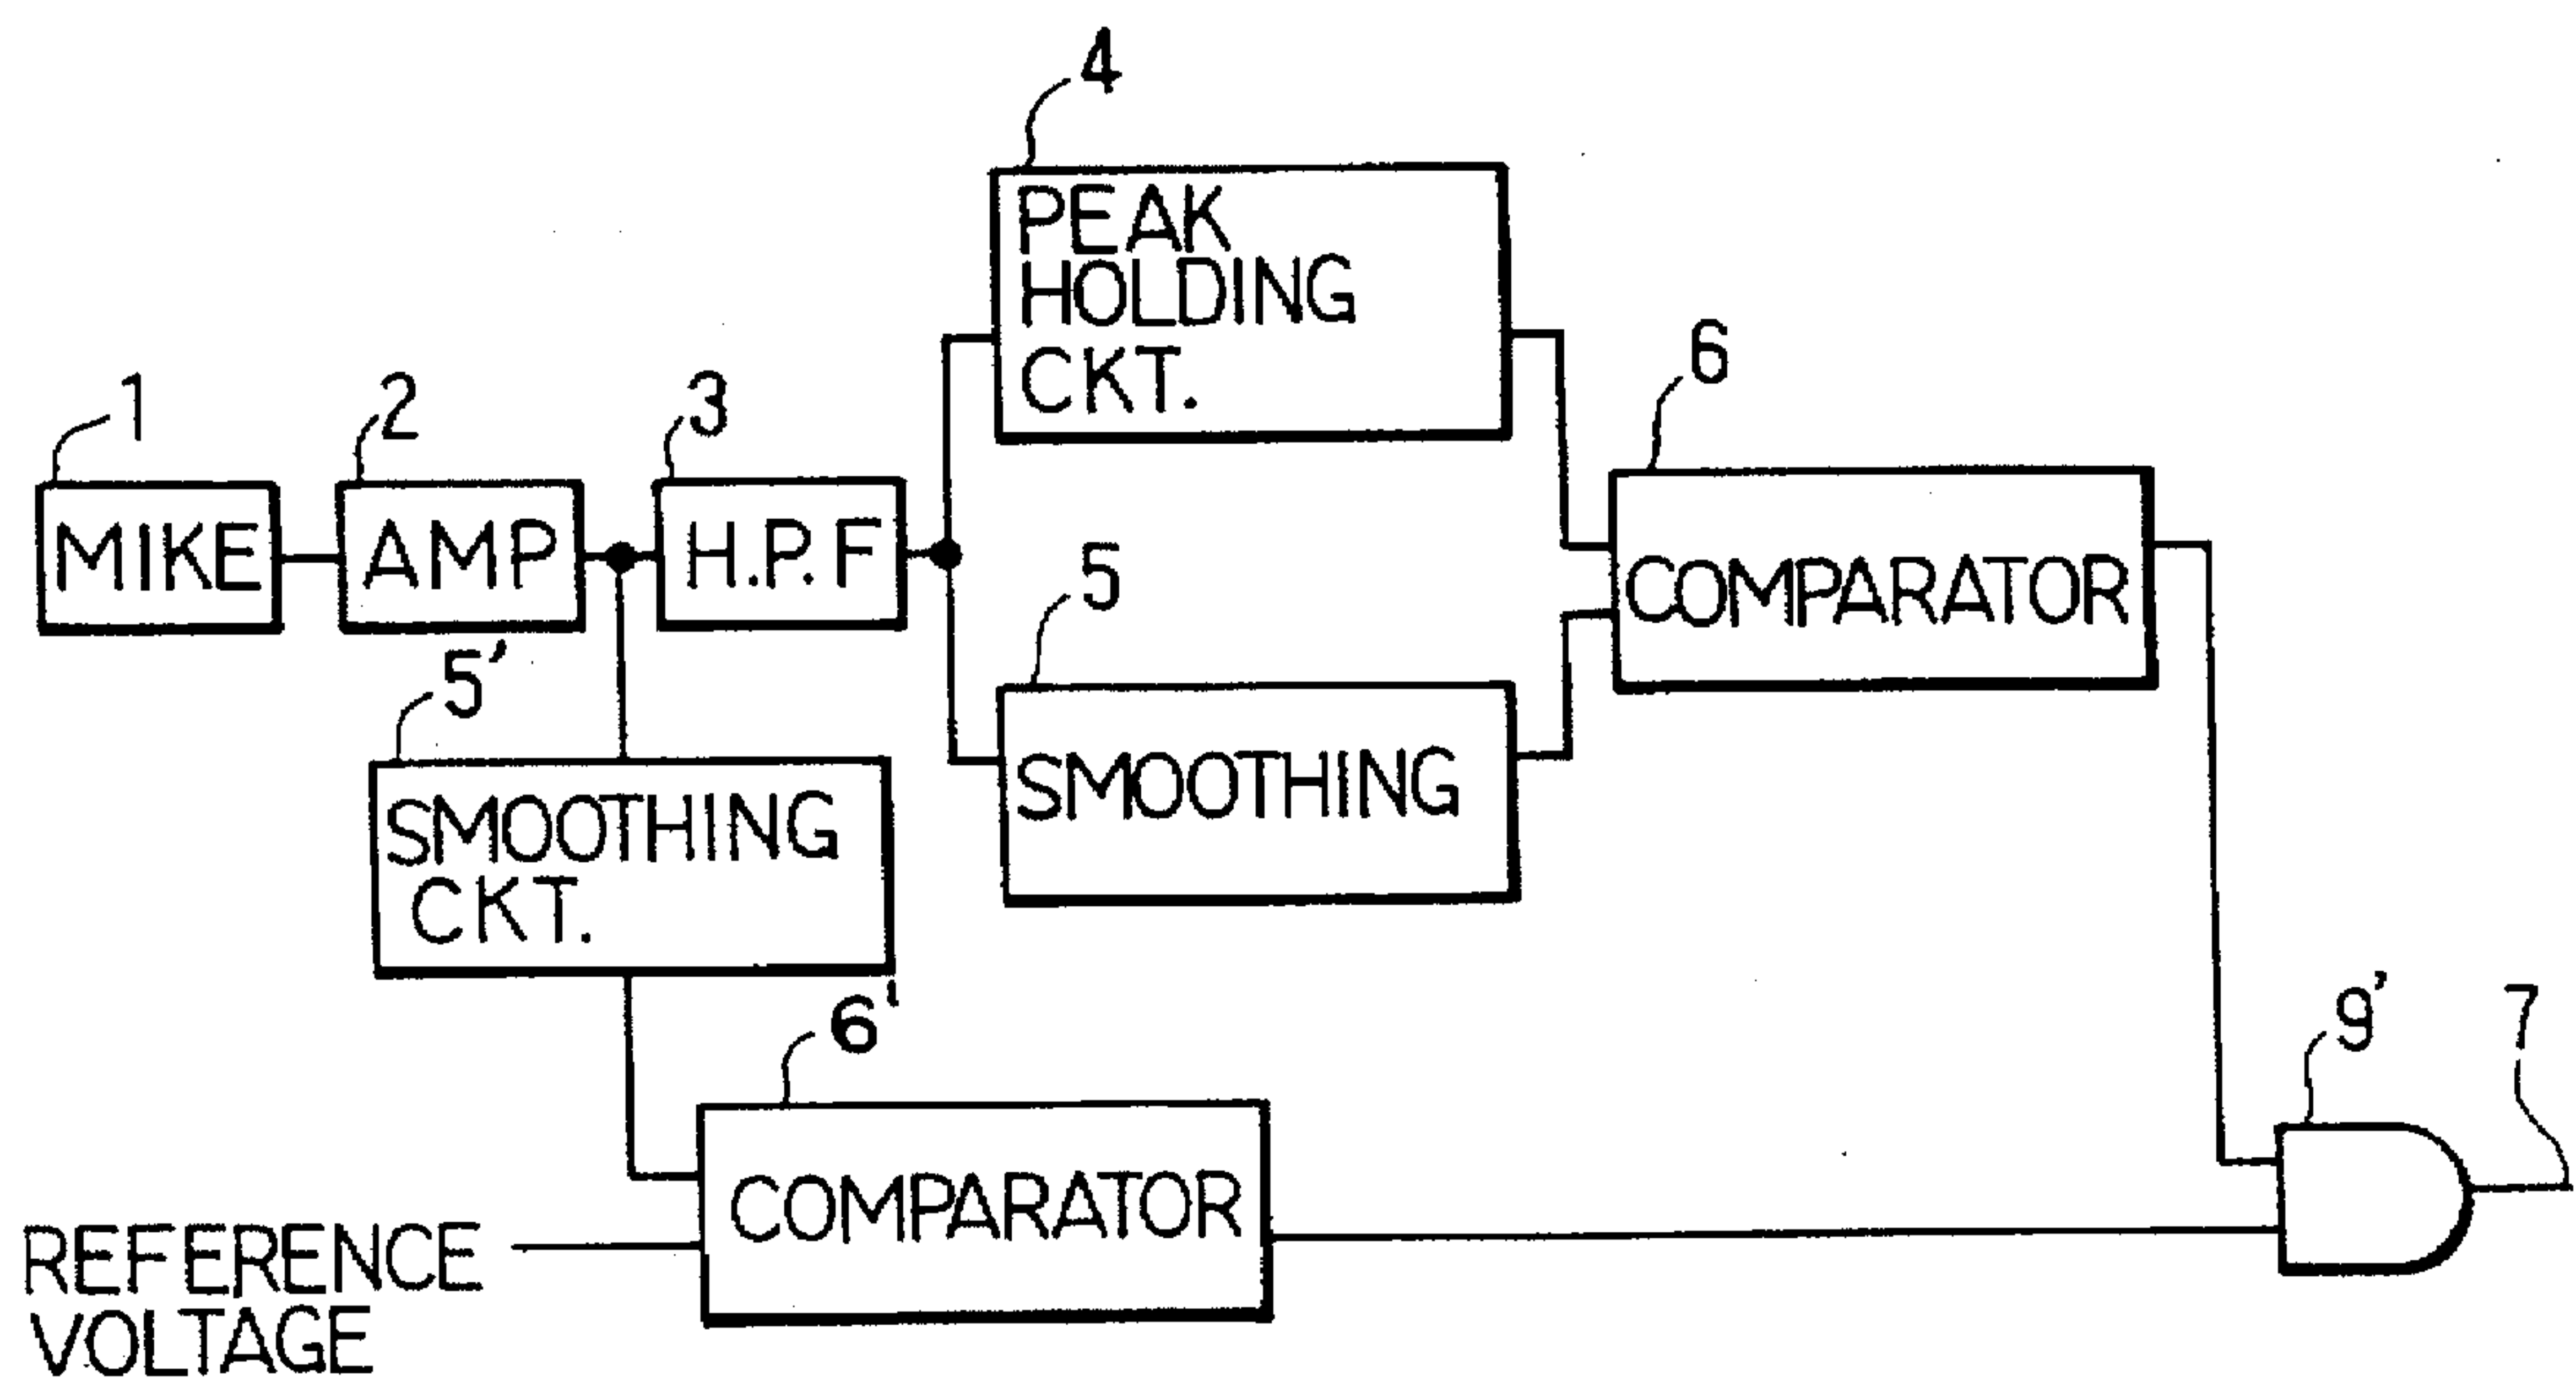 4
PEAK
HOLDING
CKT.
6
1
2
3
MIKE
AMP
H.P.F
COMPARATOR
5
5'
SMOOTHING
SMOOTHING
CKT.
6'
9'
7
COMPARATOR
REFERENCE
VOLTAGE